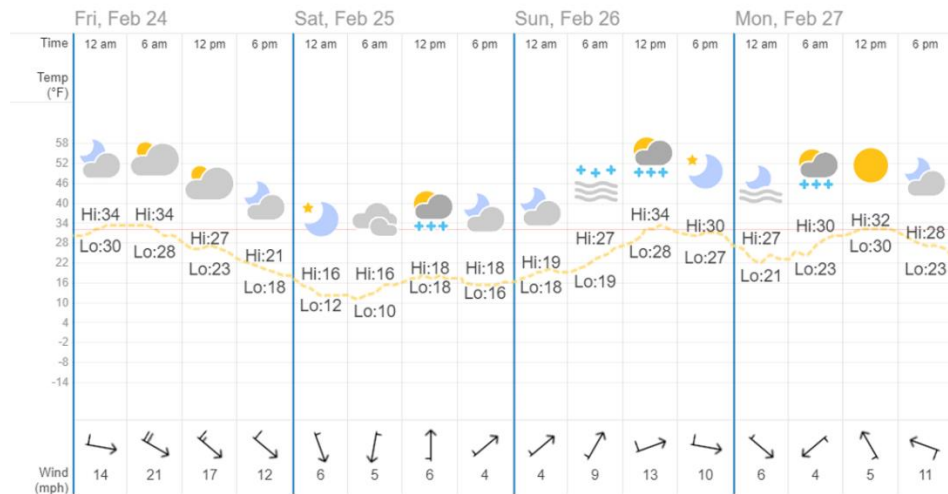 Fri, Feb 24 Sat, Feb 25 Sun, Feb 26 Mon, Feb 27
Time 12 am 6 am 12 pm 6 pm 12 am 6 am 12 pm 6 pm 12 am 6 am 12 pm 6 pm 12 am 6 am 12 pm 6 pm
Temp
(°F)
58
52
46
40
34
28
22
16
10
4
-2
-8
-14
Hi:34 Hi:34 Hi:27 Hi:21 Hi:16 Hi:16 Hi:18 Hi:18 Hi:19 Hi:27 Hi:34 Hi:30 Hi:27 Hi:30 Hi:32 Hi:28
Lo:30 Lo:28 Lo:23 Lo:18 Lo:12 Lo:10 Lo:18 Lo:16 Lo:18 Lo:19 Lo:28 Lo:27 Lo:21 Lo:23 Lo:30 Lo:23
Wind
(mph)
14 21 17 12 6 5 6 4 4 9 13 10 6 4 5 11